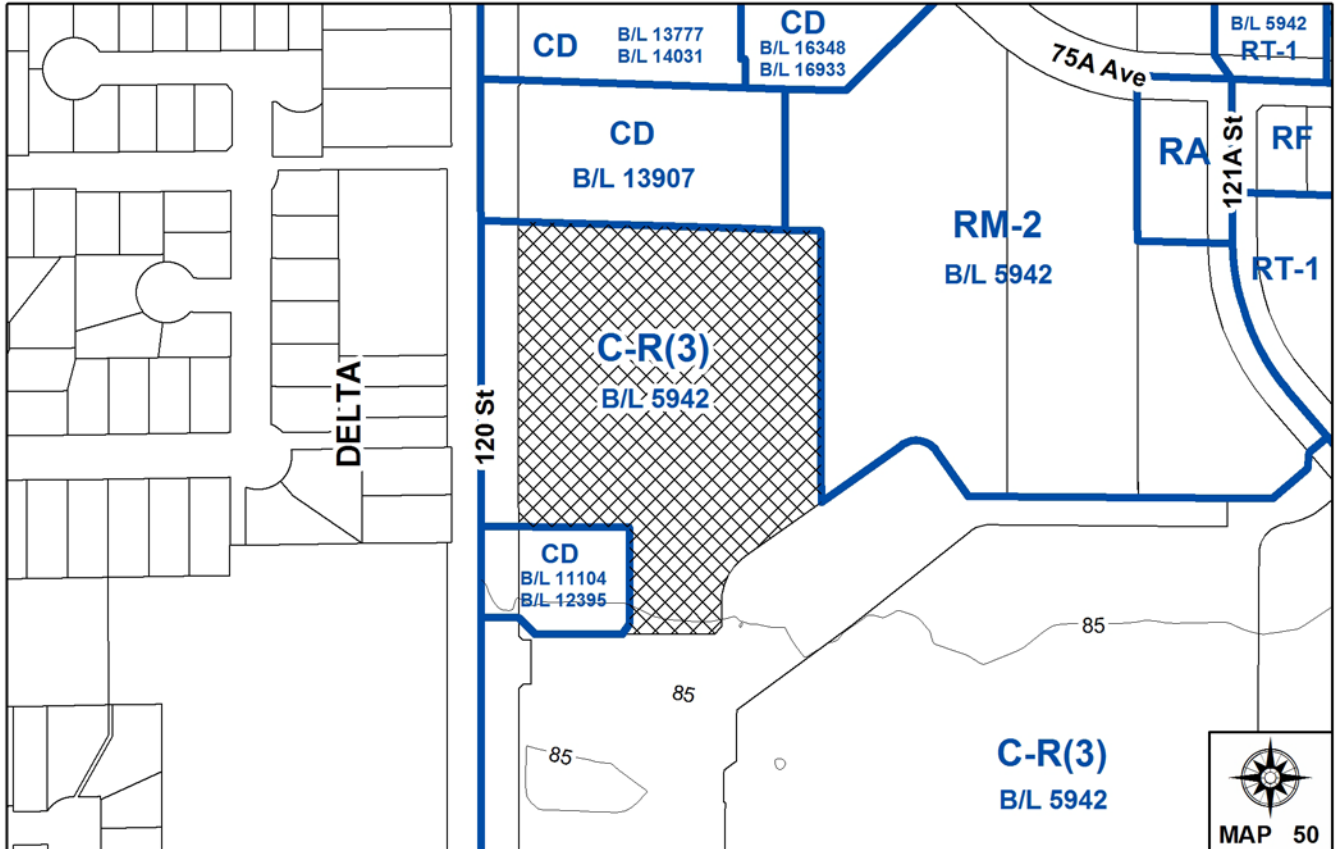 CD
B/L 13777
B/L 14031
CD
B/L 16348
B/L 16933
B/L 5942
RT-1
75A Ave
CD
B/L 13907
RA
121A St
RF
RM-2
B/L 5942
RT-1
C-R(3)
B/L 5942
DELTA
120 St
CD
B/L 11104
B/L 12395
85
85
85
C-R(3)
B/L 5942
MAP 50